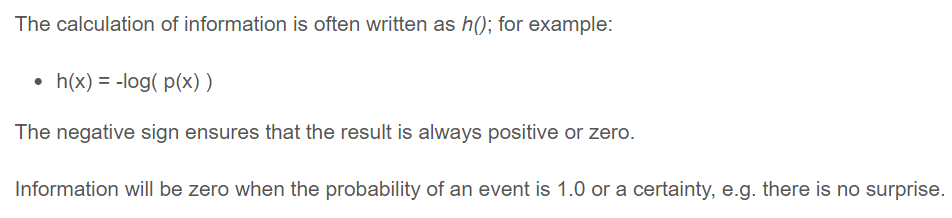 The calculation of information is often written as h(); for example:
• h(x) = -log( p(x) )
The negative sign ensures that the result is always positive or zero.
Information will be zero when the probability of an event is 1.0 or a certainty, e.g. there is no surprise.